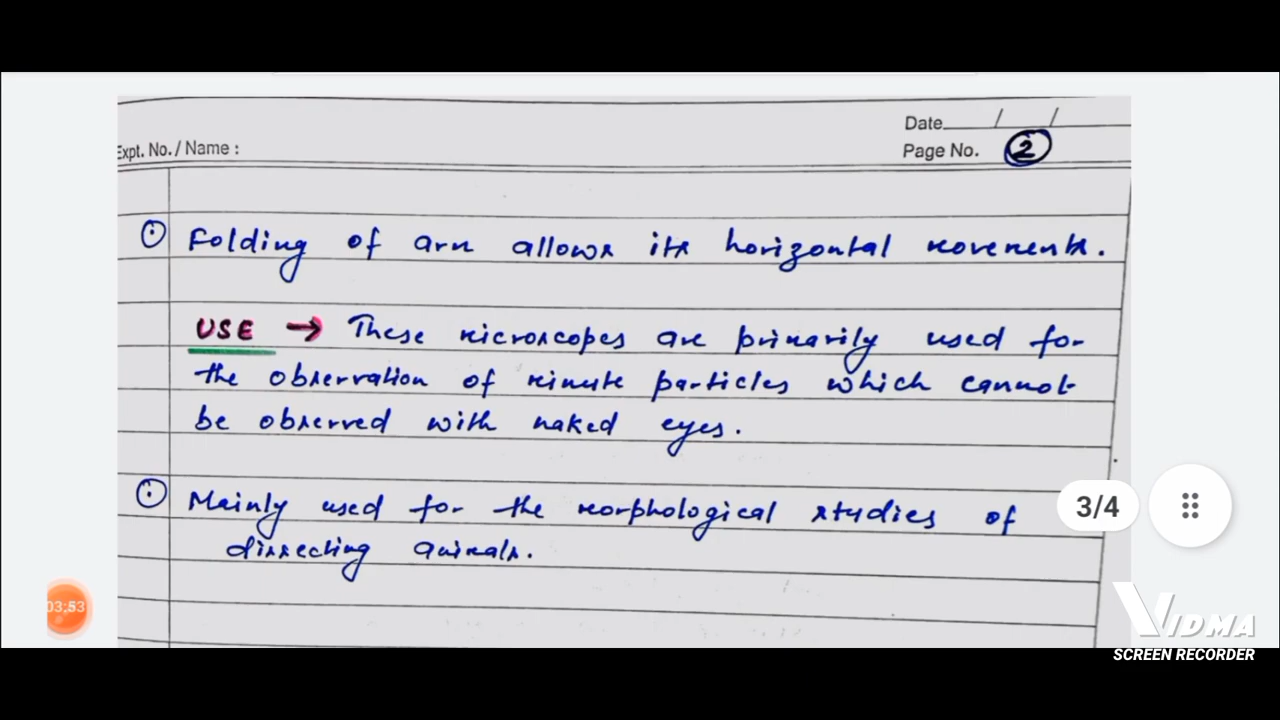 Date ___/___/
Expt. No. / Name :
Page No. 2
Folding of arm allows its horizontal movements.
USE → These microscopes are primarily used for
the observation of minute particles which cannot
be observed with naked eyes.
Mainly used for the morphological studies of
dissecting animals.
3/4
03:53
VIDMA
SCREEN RECORDER